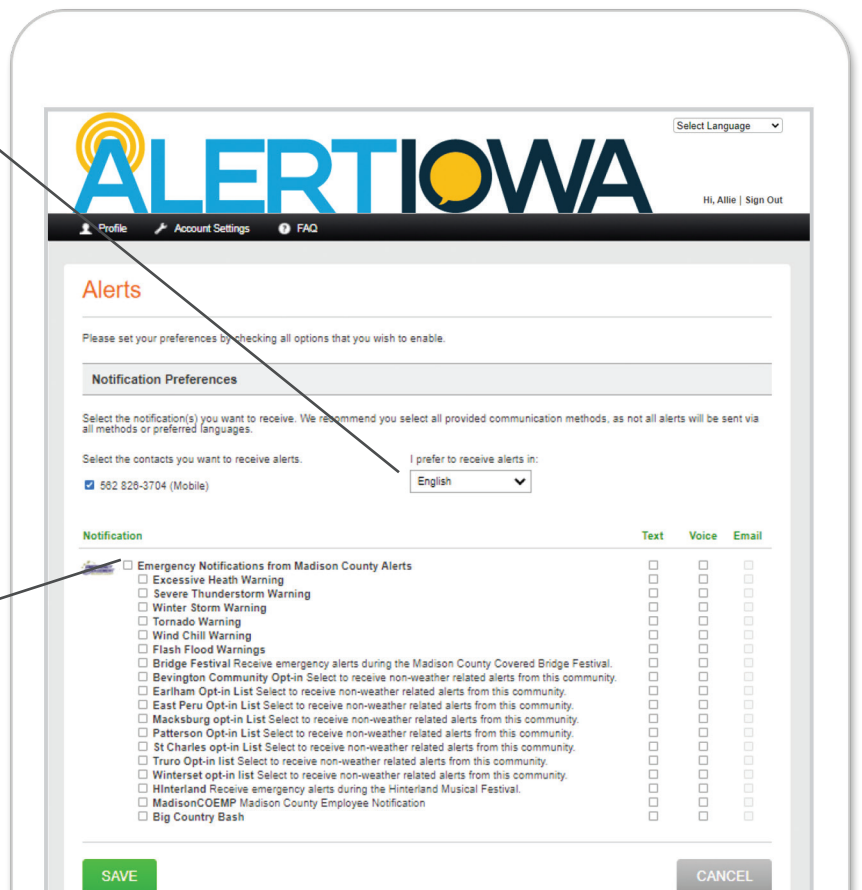 Select Language
ALERTIOWA
Hi, Allie | Sign Out
Profile Account Settings FAQ
Alerts
Please set your preferences by checking all options that you wish to enable.
Notification Preferences
Select the notification(s) you want to receive. We recommend you select all provided communication methods, as not all alerts will be sent via
all methods or preferred languages.
Select the contacts you want to receive alerts. I prefer to receive alerts in:
562 826-3704 (Mobile) English
Notification Text Voice Email
Emergency Notifications from Madison County Alerts
Excessive Heath Warning
Severe Thunderstorm Warning
Winter Storm Warning
Tornado Warning
Wind Chill Warning
Flash Flood Warnings
Bridge Festival Receive emergency alerts during the Madison County Covered Bridge Festival.
Bevington Community Opt-in Select to receive non-weather related alerts from this community.
Earlham Opt-in List Select to receive non-weather related alerts from this community.
East Peru Opt-in List Select to receive non-weather related alerts from this community.
Macksburg opt-in List Select to receive non-weather related alerts from this community.
Patterson Opt-in List Select to receive non-weather related alerts from this community.
St Charles opt-in List Select to receive non-weather related alerts from this community.
Truro Opt-in list Select to receive non-weather related alerts from this community.
Winterset opt-in list Select to receive non-weather related alerts from this community.
HInterland Receive emergency alerts during the Hinterland Musical Festival.
MadisonCOEMP Madison County Employee Notification
Big Country Bash
SAVE CANCEL